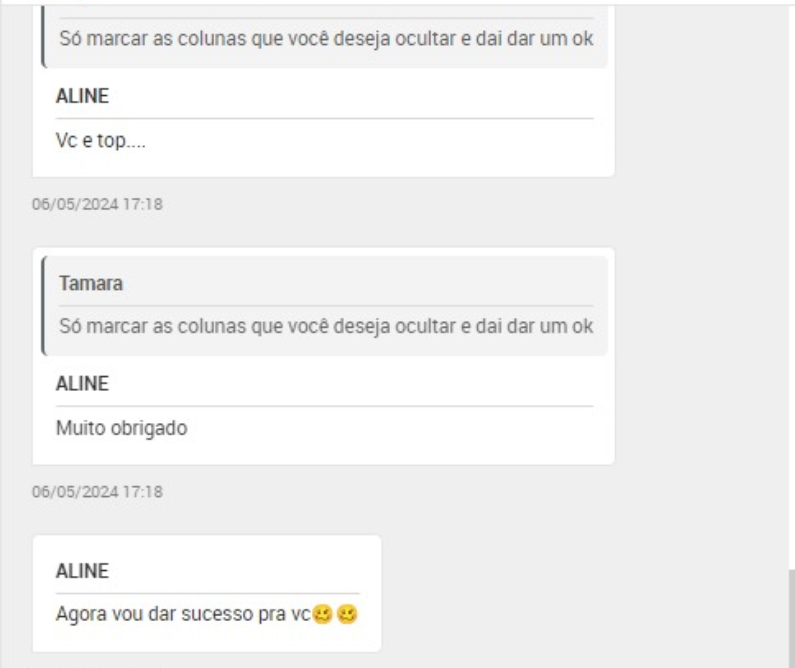 Só marcar as colunas que você deseja ocultar e dai dar um ok
ALINE
Vc e top....
06/05/2024 17:18
Tamara
Só marcar as colunas que você deseja ocultar e dai dar um ok
ALINE
Muito obrigado
06/05/2024 17:18
ALINE
Agora vou dar sucesso pra vc🥴🥴